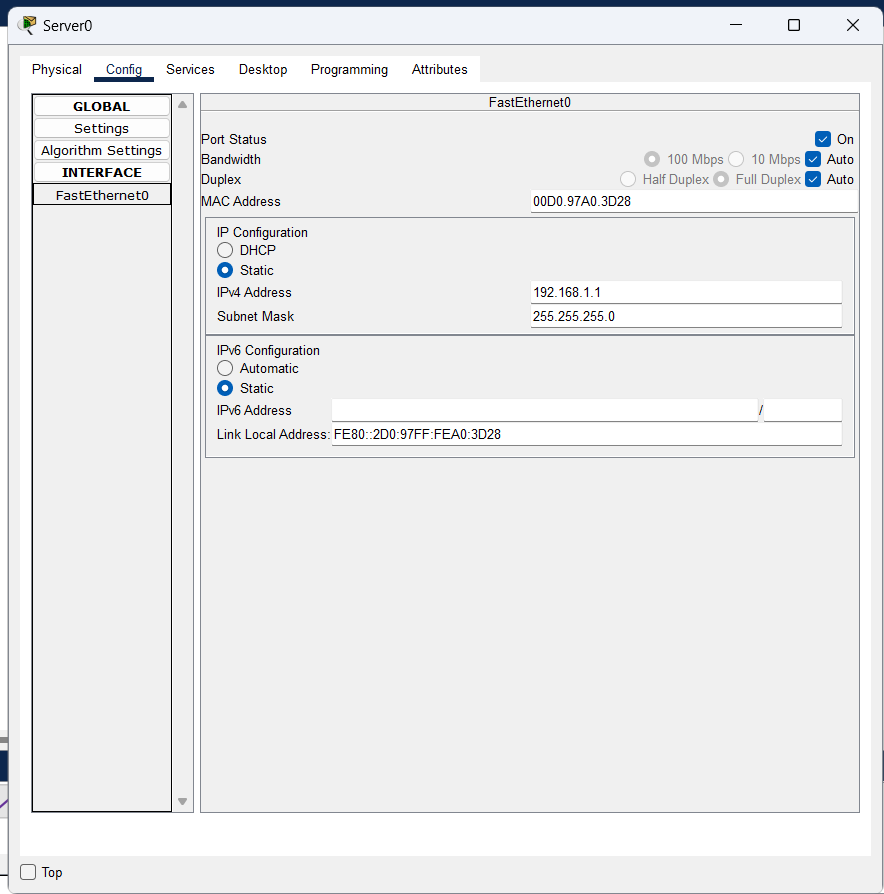 Server0
Physical Config Services Desktop Programming Attributes
GLOBAL
Settings
Algorithm Settings
INTERFACE
FastEthernet0
FastEthernet0
Port Status On
Bandwidth 100 Mbps 10 Mbps Auto
Duplex Half Duplex Full Duplex Auto
MAC Address 00D0.97A0.3D28
IP Configuration
DHCP
Static
IPv4 Address 192.168.1.1
Subnet Mask 255.255.255.0
IPv6 Configuration
Automatic
Static
IPv6 Address /
Link Local Address: FE80::2D0:97FF:FEA0:3D28
Top